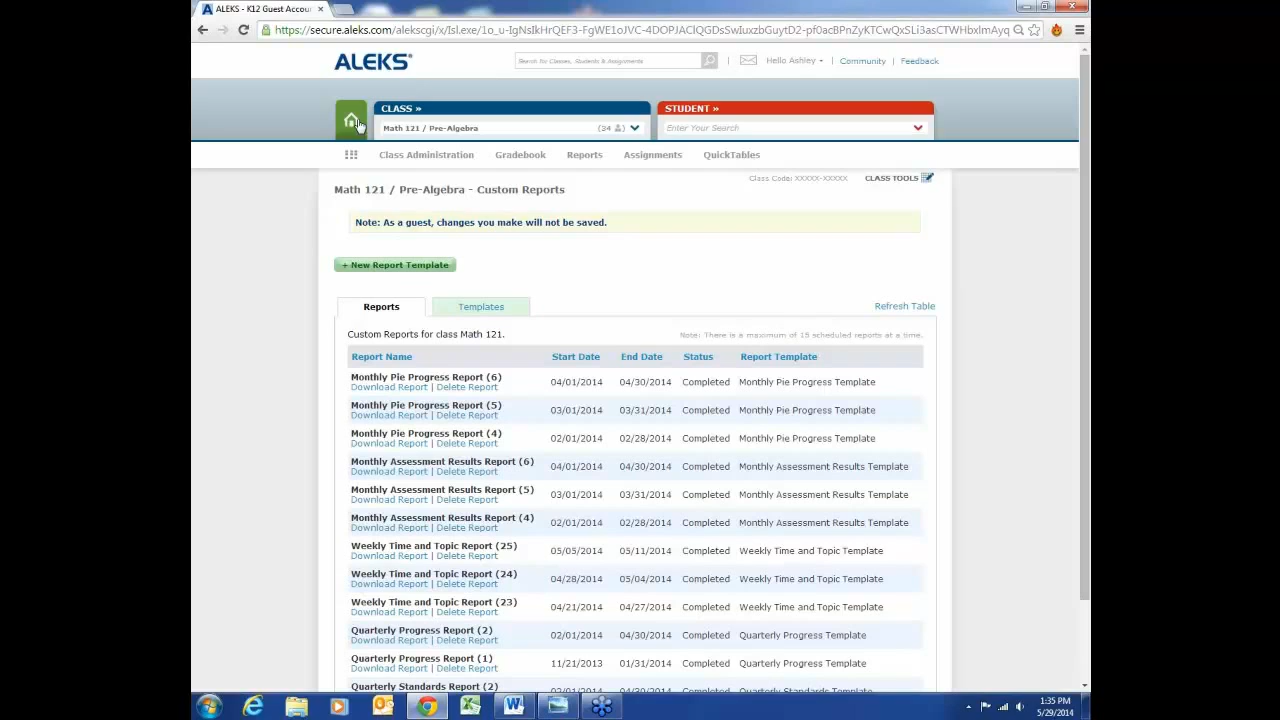 ALEKS - K12 Guest Accou
https://secure.aleks.com/alekscgi/x/Isl.exe/
ALEKS
Search for Classes, Students & Assignments
Hello Ashley
Community
Feedback
CLASS »
STUDENT »
Math 121 / Pre-Algebra (34)
Enter Your Search
Class Administration Gradebook Reports Assignments QuickTables
Class Code: XXXXX-XXXXX CLASS TOOLS
Math 121 / Pre-Algebra - Custom Reports
Note: As a guest, changes you make will not be saved.
+ New Report Template
Reports Templates Refresh Table
Custom Reports for class Math 121. Note: There is a maximum of 15 scheduled reports at a time.
Report Name Start Date End Date Status Report Template
Monthly Pie Progress Report (6)
Download Report | Delete Report 04/01/2014 04/30/2014 Completed Monthly Pie Progress Template
Monthly Pie Progress Report (5)
Download Report | Delete Report 03/01/2014 03/31/2014 Completed Monthly Pie Progress Template
Monthly Pie Progress Report (4)
Download Report | Delete Report 02/01/2014 02/28/2014 Completed Monthly Pie Progress Template
Monthly Assessment Results Report (6)
Download Report | Delete Report 04/01/2014 04/30/2014 Completed Monthly Assessment Results Template
Monthly Assessment Results Report (5)
Download Report | Delete Report 03/01/2014 03/31/2014 Completed Monthly Assessment Results Template
Monthly Assessment Results Report (4)
Download Report | Delete Report 02/01/2014 02/28/2014 Completed Monthly Assessment Results Template
Weekly Time and Topic Report (25)
Download Report | Delete Report 05/05/2014 05/11/2014 Completed Weekly Time and Topic Template
Weekly Time and Topic Report (24)
Download Report | Delete Report 04/28/2014 05/04/2014 Completed Weekly Time and Topic Template
Weekly Time and Topic Report (23)
Download Report | Delete Report 04/21/2014 04/27/2014 Completed Weekly Time and Topic Template
Quarterly Progress Report (2)
Download Report | Delete Report 02/01/2014 04/30/2014 Completed Quarterly Progress Template
Quarterly Progress Report (1)
Download Report | Delete Report 11/21/2013 01/31/2014 Completed Quarterly Progress Template
Quarterly Standards Report (2) 02/01/2014 04/30/2014 Completed Quarterly Standards Template
1:35 PM
5/29/2014